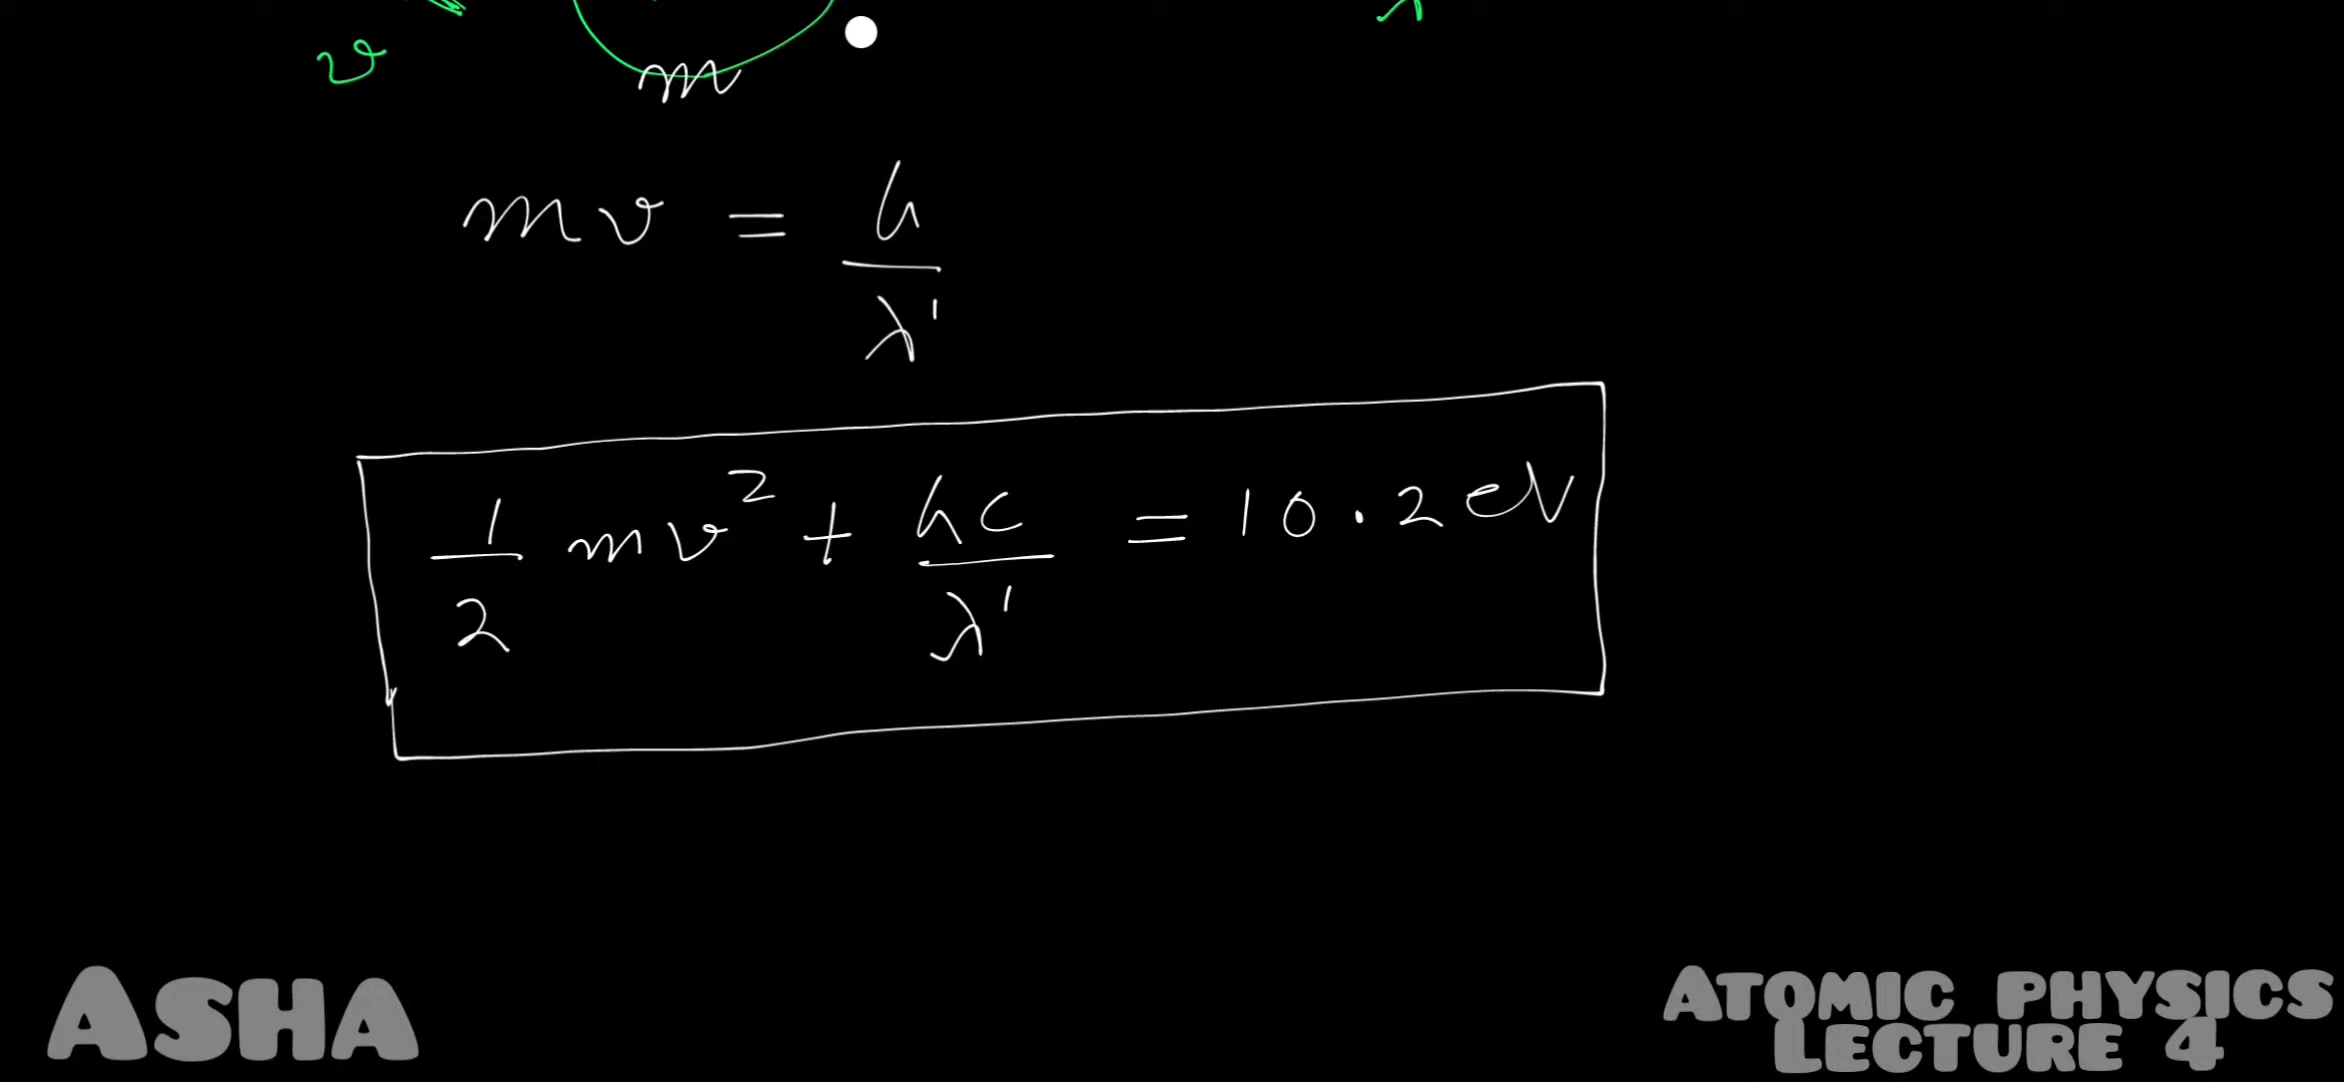 v
λ
m
mv = h/λ'
1/2 mv² + hc/λ' = 10.2 eV
ASHA
ATOMIC PHYSICS
LECTURE 4